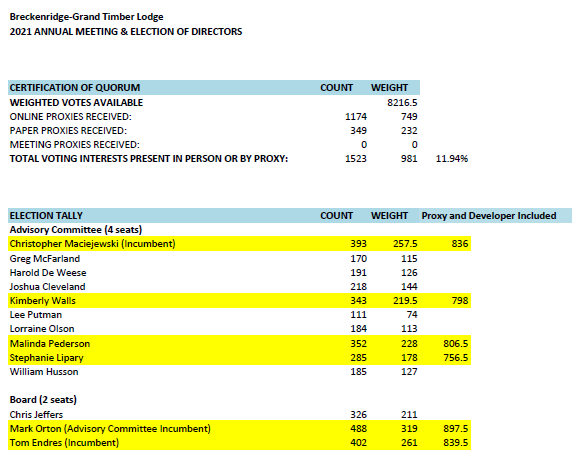 Breckenridge-Grand Timber Lodge
2021 ANNUAL MEETING & ELECTION OF DIRECTORS
CERTIFICATION OF QUORUM COUNT WEIGHT
WEIGHTED VOTES AVAILABLE 8216.5
ONLINE PROXIES RECEIVED: 1174 749
PAPER PROXIES RECEIVED: 349 232
MEETING PROXIES RECEIVED: 0 0
TOTAL VOTING INTERESTS PRESENT IN PERSON OR BY PROXY: 1523 981 11.94%
ELECTION TALLY COUNT WEIGHT Proxy and Developer Included
Advisory Committee (4 seats)
Christopher Maciejewski (Incumbent) 393 257.5 836
Greg McFarland 170 115
Harold De Weese 191 126
Joshua Cleveland 218 144
Kimberly Walls 343 219.5 798
Lee Putman 111 74
Lorraine Olson 184 113
Malinda Pederson 352 228 806.5
Stephanie Lipary 285 178 756.5
William Husson 185 127
Board (2 seats)
Chris Jeffers 326 211
Mark Orton (Advisory Committee Incumbent) 488 319 897.5
Tom Endres (Incumbent) 402 261 839.5